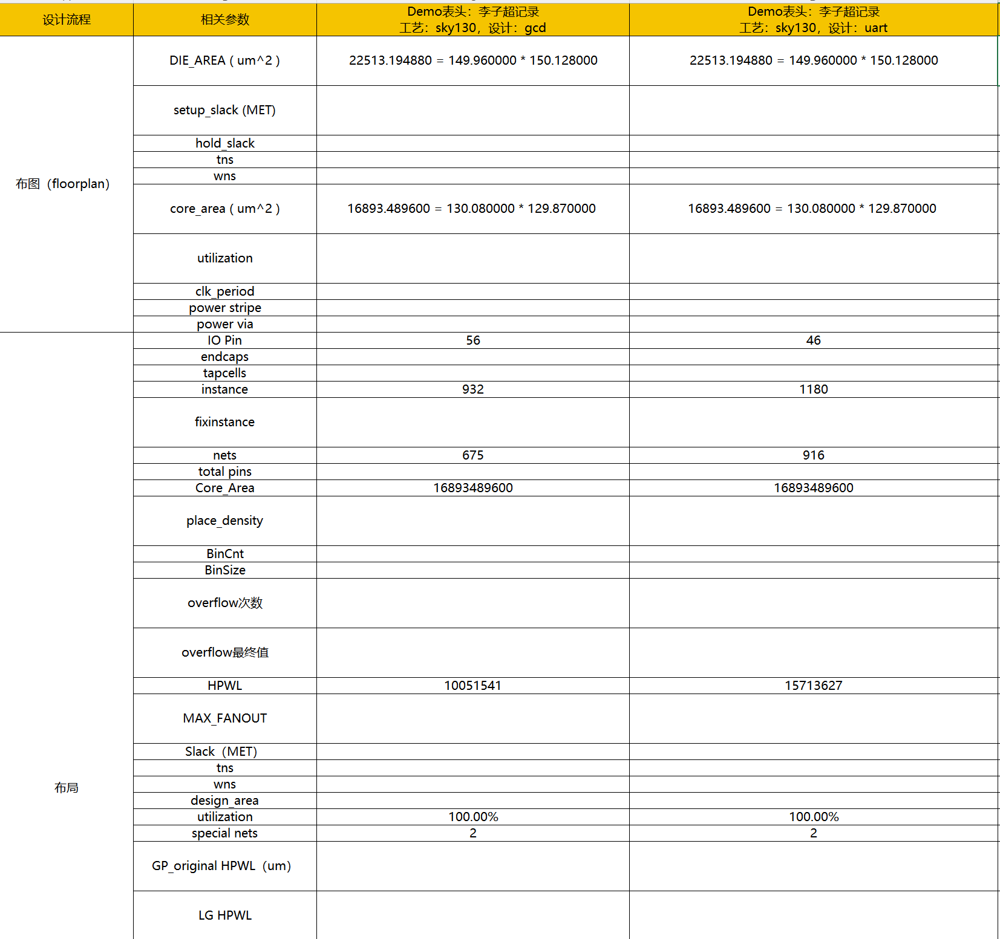 设计流程
相关参数
Demo表头：李子超记录
工艺：sky130，设计：gcd
Demo表头：李子超记录
工艺：sky130，设计：uart
布图（floorplan）
DIE_AREA ( um^2 )
22513.194880 = 149.960000 * 150.128000
22513.194880 = 149.960000 * 150.128000
setup_slack (MET)
hold_slack
tns
wns
core_area ( um^2 )
16893.489600 = 130.080000 * 129.870000
16893.489600 = 130.080000 * 129.870000
utilization
clk_period
power stripe
power via
布局
IO Pin
56
46
endcaps
tapcells
instance
932
1180
fixinstance
nets
675
916
total pins
Core_Area
16893489600
16893489600
place_density
BinCnt
BinSize
overflow次数
overflow最终值
HPWL
10051541
15713627
MAX_FANOUT
Slack（MET）
tns
wns
design_area
utilization
100.00%
100.00%
special nets
2
2
GP_original HPWL（um）
LG HPWL